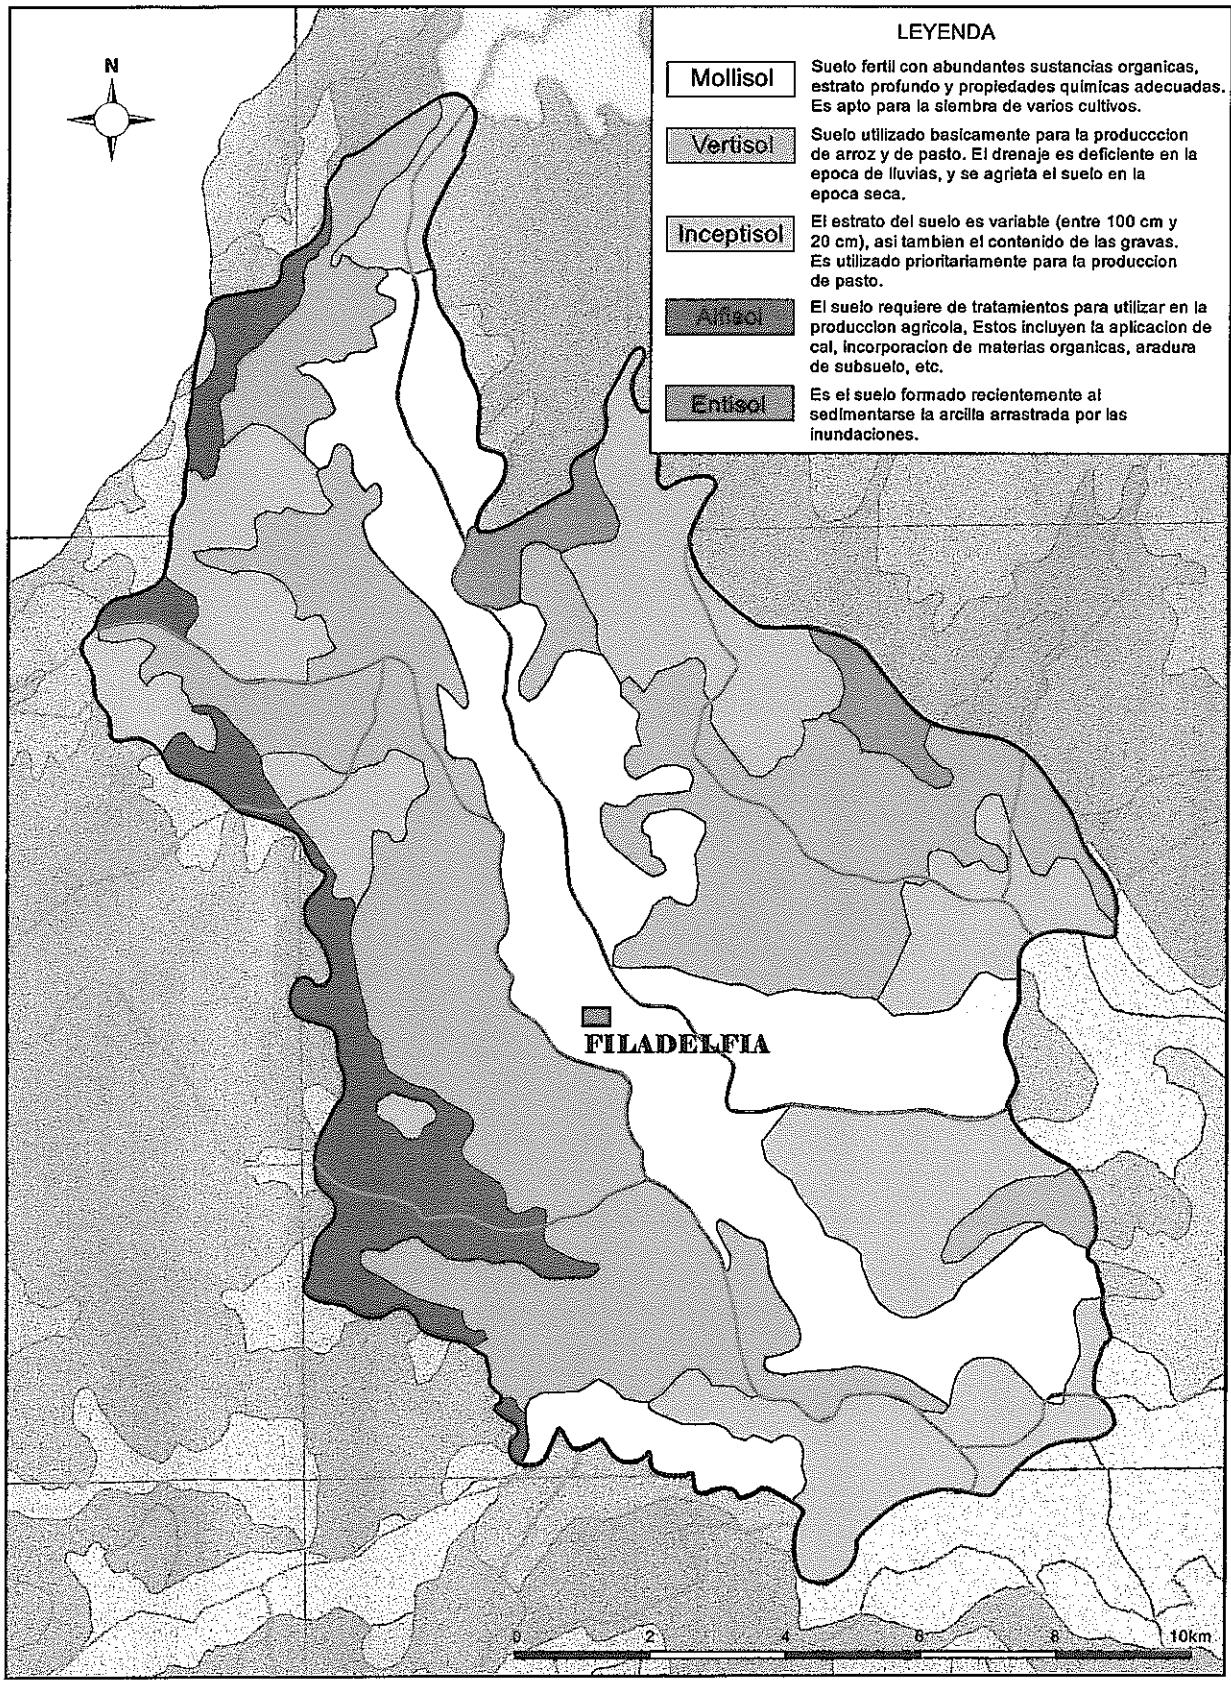 LEYENDA
N
Mollisol
Suelo fertil con abundantes sustancias organicas,
estrato profundo y propiedades quimicas adecuadas.
Es apto para la siembra de varios cultivos.
Vertisol
Suelo utilizado basicamente para la produccción
de arroz y de pasto. El drenaje es deficiente en la
epoca de lluvias, y se agrieta el suelo en la
epoca seca.
Inceptisol
El estrato del suelo es variable (entre 100 cm y
20 cm), asi tambien el contenido de las gravas.
Es utilizado prioritariamente para la produccion
de pasto.
Alfisol
El suelo requiere de tratamientos para utilizar en la
produccion agricola, Estos incluyen la aplicacion de
cal, incorporacion de materias organicas, aradura
de subsuelo, etc.
Entisol
Es el suelo formado recientemente al
sedimentarse la arcilla arrastrada por las
inundaciones.
FILADELFIA
0 2 4 6 8 10km